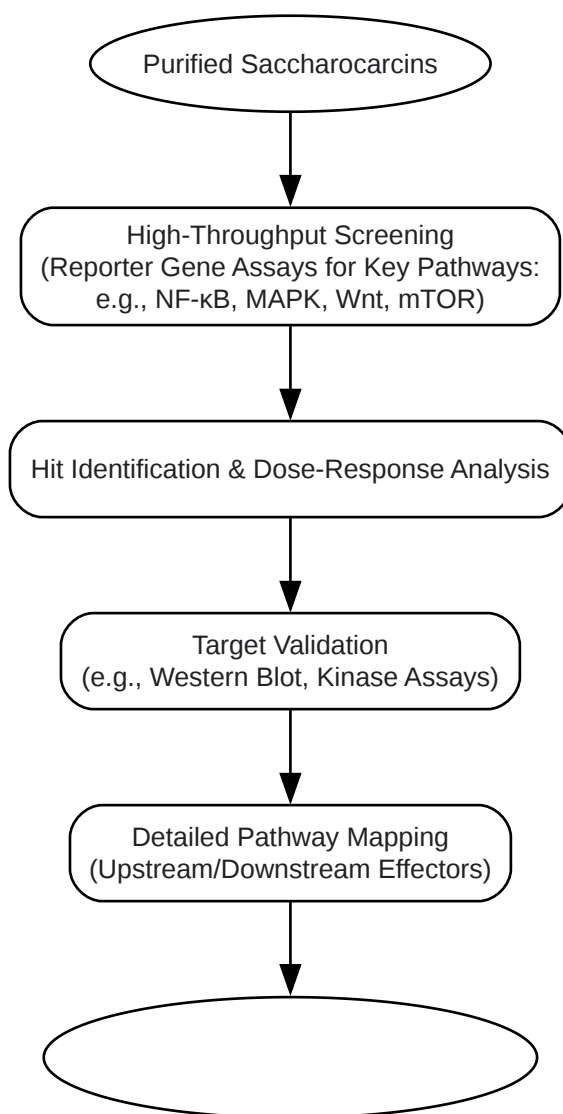 Purified Saccharocarcins
High-Throughput Screening
(Reporter Gene Assays for Key Pathways:
e.g., NF-κB, MAPK, Wnt, mTOR)
Hit Identification & Dose-Response Analysis
Target Validation
(e.g., Western Blot, Kinase Assays)
Detailed Pathway Mapping
(Upstream/Downstream Effectors)